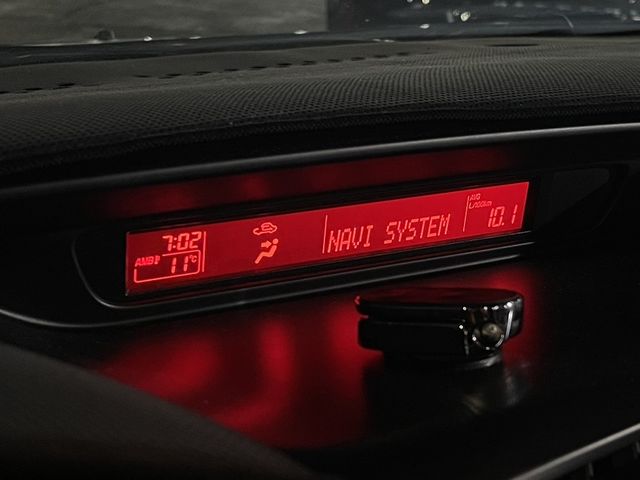 7:02
AMB 11°C
NAVI SYSTEM
AVG
L/100km
10.1